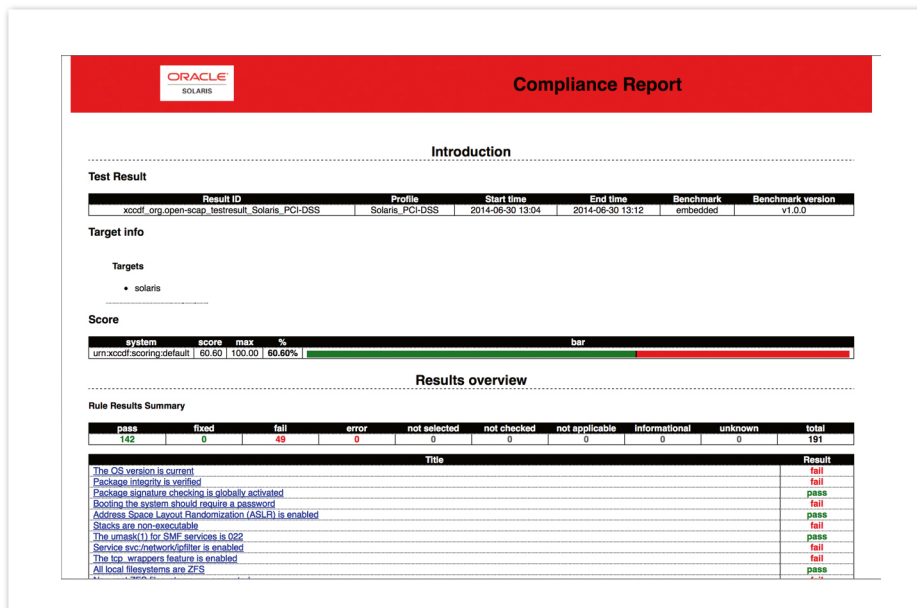 ORACLE
SOLARIS
Compliance Report
Introduction
Test Result
Result ID Profile Start time End time Benchmark Benchmark version
xccdf_org.open-scap_testresult_Solaris_PCI-DSS Solaris_PCI-DSS 2014-06-30 13:04 2014-06-30 13:12 embedded v1.0.0
Target info
Targets
• solaris
Score
system score max % bar
urn:xccdf:scoring:default 60.60 100.00 60.60%
Results overview
Rule Results Summary
pass fixed fail error not selected not checked not applicable informational unknown total
142 0 49 0 0 0 0 0 0 191
Title Result
The OS version is current fail
Package integrity is verified fail
Package signature checking is globally activated pass
Booting the system should require a password fail
Address Space Layout Randomization (ASLR) is enabled pass
Stacks are non-executable fail
The umask(1) for SMF services is 022 pass
Service svc:/network/ipfilter is enabled fail
The tcp_wrappers feature is enabled fail
All local filesystems are ZFS pass